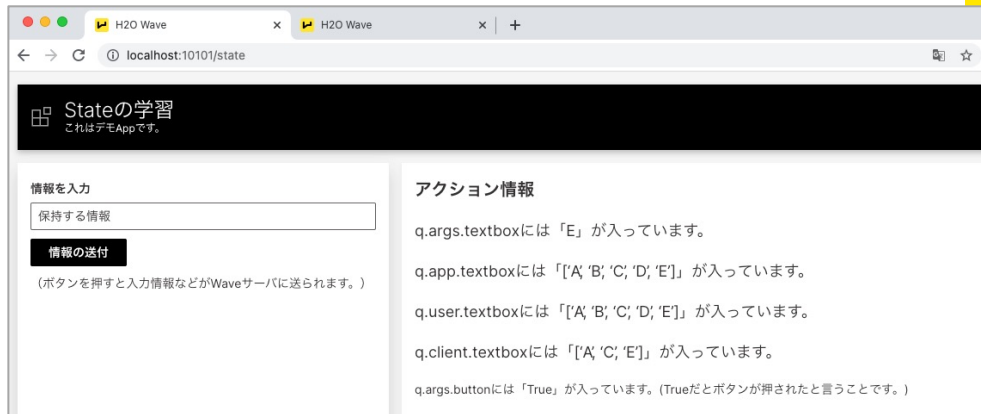 H2O Wave
H2O Wave
localhost:10101/state
Stateの学習
これはデモAppです。
情報を入力
保持する情報
情報の送付
（ボタンを押すと入力情報などがWaveサーバに送られます。）
アクション情報
q.args.textboxには「E」が入っています。
q.app.textboxには「[‘A’, ‘B’, ‘C’, ‘D’, ‘E’]」が入っています。
q.user.textboxには「[‘A’, ‘B’, ‘C’, ‘D’, ‘E’]」が入っています。
q.client.textboxには「[‘A’, ‘C’, ‘E’]」が入っています。
q.args.buttonには「True」が入っています。(Trueだとボタンが押されたと言うことです。)